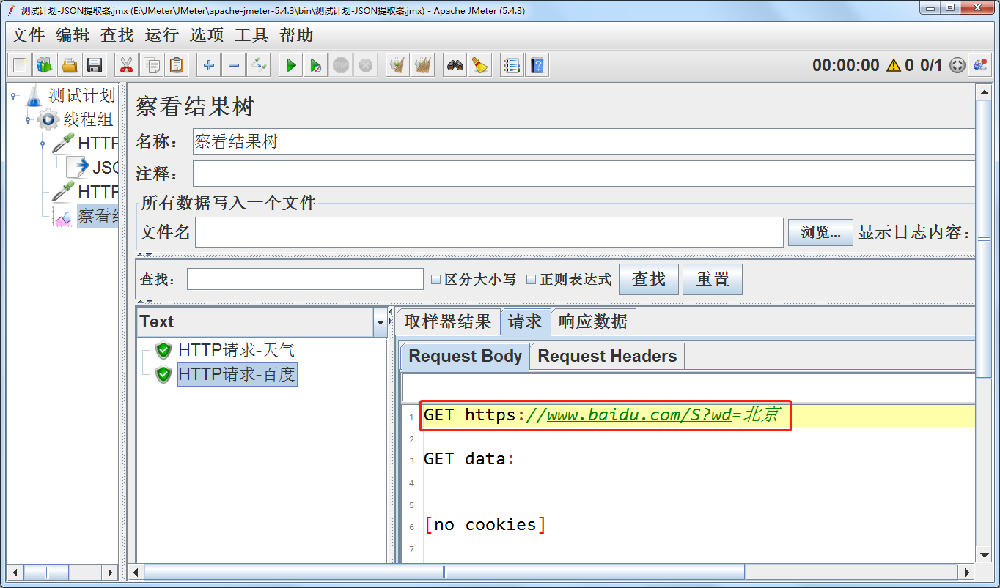 测试计划-JSON提取器.jmx (E:\JMeter\JMeter\apache-jmeter-5.4.3\bin\测试计划-JSON提取器.jmx) - Apache JMeter (5.4.3)
文件 编辑 查找 运行 选项 工具 帮助
STOP
00:00:00 0 0/1
测试计划
线程组
HTTP
JSO
HTTP
察看结
察看结果树
名称： 察看结果树
注释：
所有数据写入一个文件
文件名 浏览... 显示日志内容：
查找： 区分大小写 正则表达式 查找 重置
Text
HTTP请求-天气
HTTP请求-百度
取样器结果 请求 响应数据
Request Body Request Headers
1 GET https://www.baidu.com/S?wd=北京
2
3 GET data:
4
5
6 [no cookies]
7